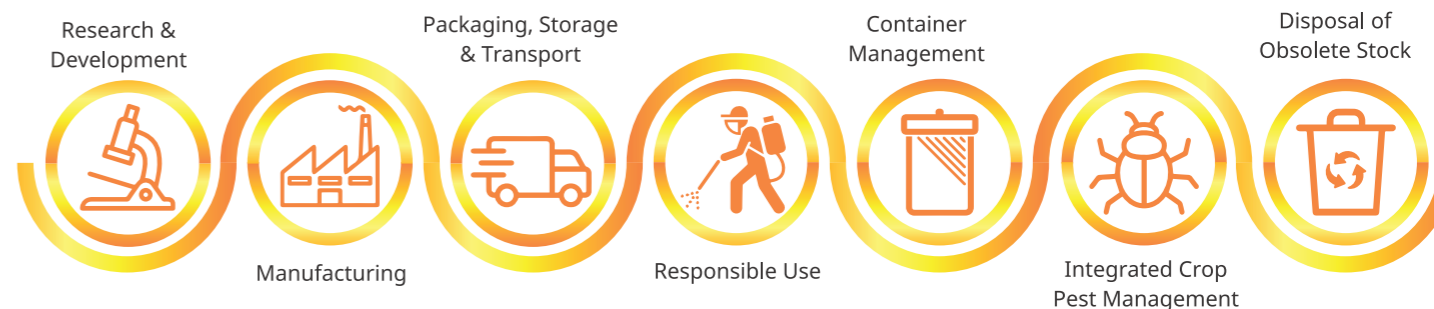 Research &
Development
Manufacturing
Packaging, Storage
& Transport
Responsible Use
Container
Management
Integrated Crop
Pest Management
Disposal of
Obsolete Stock